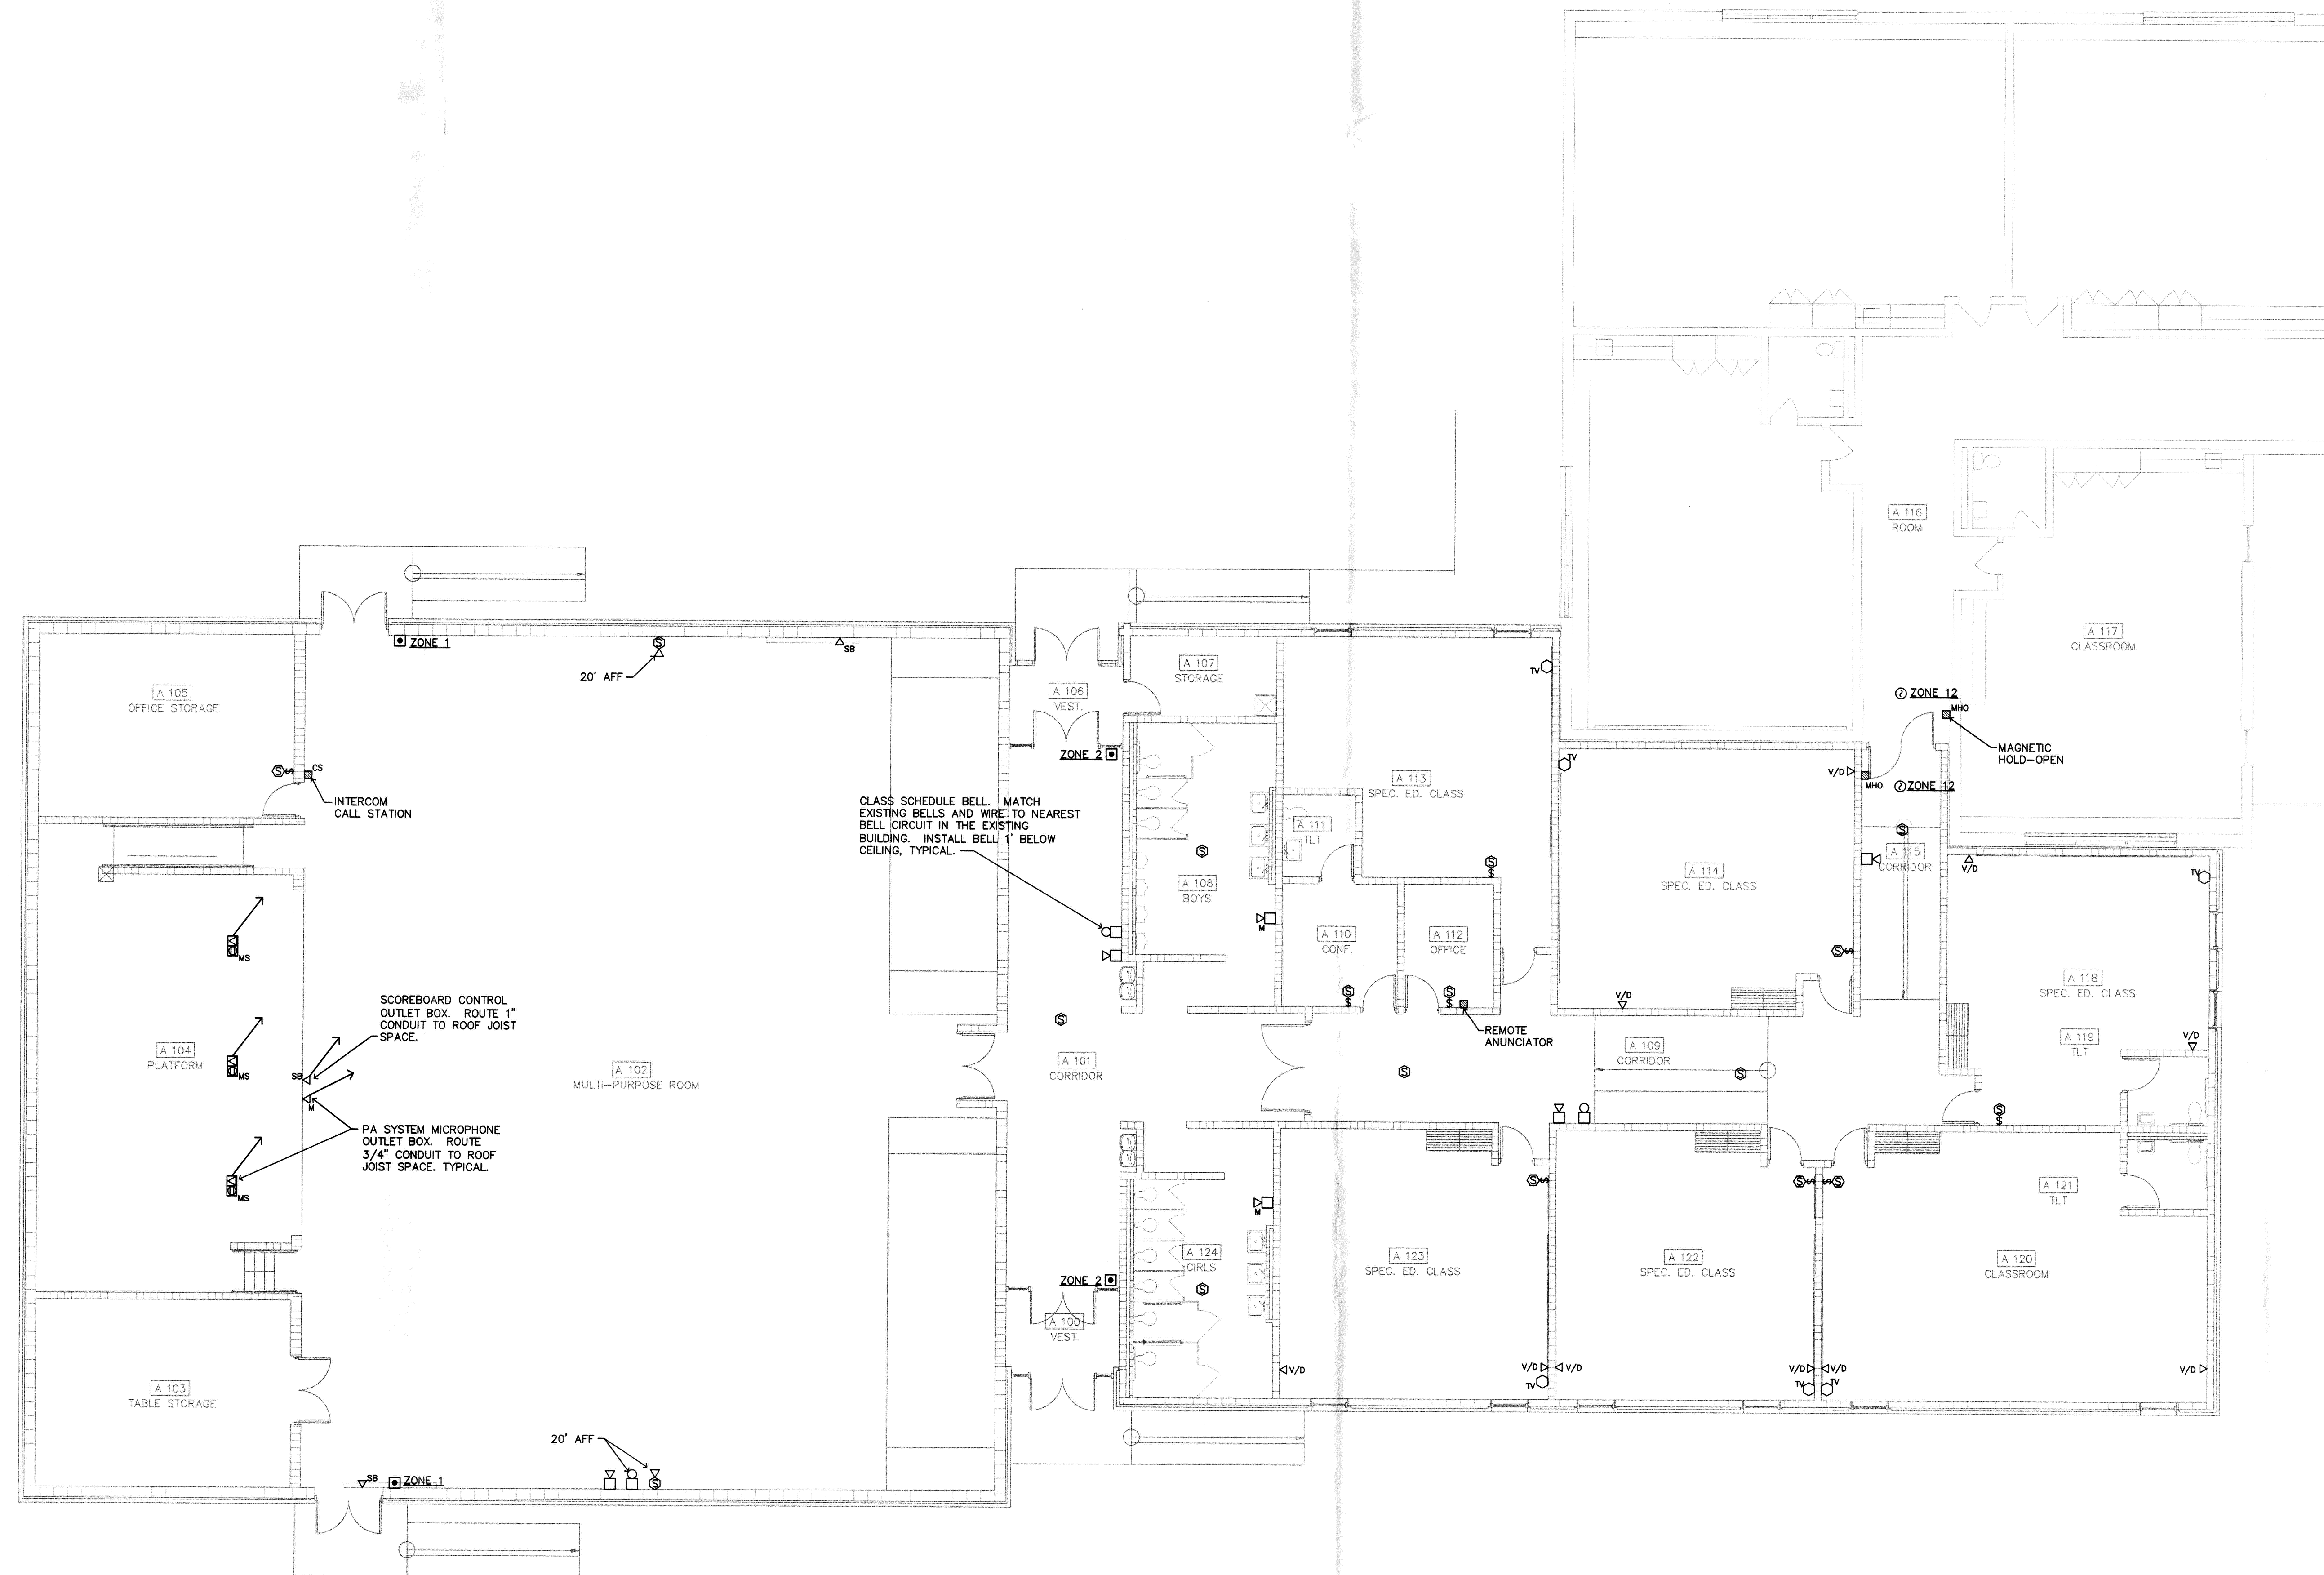 A 116
ROOM
A 117
CLASSROOM
ZONE 1
S
SB
20' AFF
A 105
OFFICE STORAGE
A 106
VEST.
A 107
STORAGE
TV
ZONE 12
MHO
MAGNETIC
HOLD-OPEN
ZONE 2
TV
V/D
MHO
ZONE 12
S
CS
INTERCOM
CALL STATION
A 113
SPEC. ED. CLASS
CLASS SCHEDULE BELL. MATCH
EXISTING BELLS AND WIRE TO NEAREST
BELL CIRCUIT IN THE EXISTING
BUILDING. INSTALL BELL 1' BELOW
CEILING, TYPICAL.
A 111
TLT
S
S
S
A 115
CORRIDOR
V/D
TV
A 108
BOYS
A 114
SPEC. ED. CLASS
M
A 110
CONF.
A 112
OFFICE
S
MS
S
S
V/D
A 118
SPEC. ED. CLASS
SCOREBOARD CONTROL
OUTLET BOX. ROUTE 1"
CONDUIT TO ROOF JOIST
SPACE.
S
REMOTE
ANUNCIATOR
A 119
TLT
V/D
A 104
PLATFORM
MS
SB
M
A 102
MULTI-PURPOSE ROOM
A 101
CORRIDOR
S
A 109
CORRIDOR
S
S
PA SYSTEM MICROPHONE
OUTLET BOX. ROUTE
3/4" CONDUIT TO ROOF
JOIST SPACE. TYPICAL.
MS
M
S
S
S
A 121
TLT
A 124
GIRLS
S
A 123
SPEC. ED. CLASS
A 122
SPEC. ED. CLASS
A 120
CLASSROOM
ZONE 2
A 100
VEST.
V/D
V/D
V/D
V/D
V/D
V/D
TV
TV
A 103
TABLE STORAGE
20' AFF
SB
ZONE 1
S